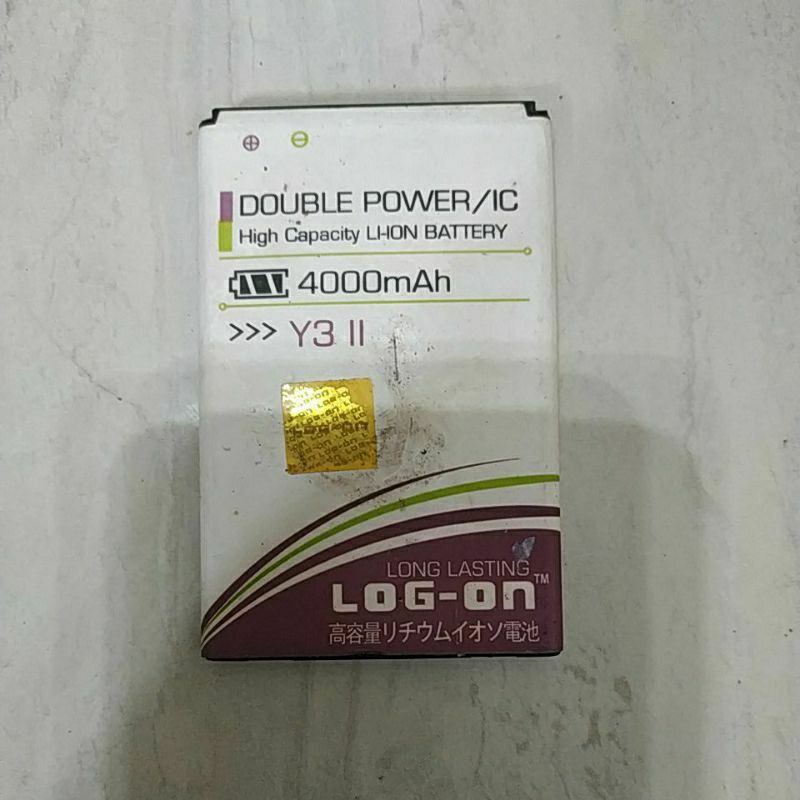 DOUBLE POWER/IC
High Capacity LI-ION BATTERY
4000mAh
>>> Y3 II
LONG LASTING
LOG-ON™
高容量リチウムイオソ電池